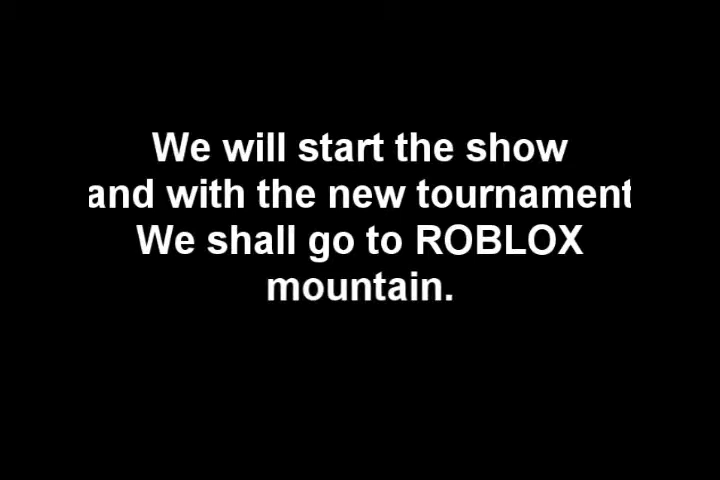 We will start the show
and with the new tournament
We shall go to ROBLOX
mountain.